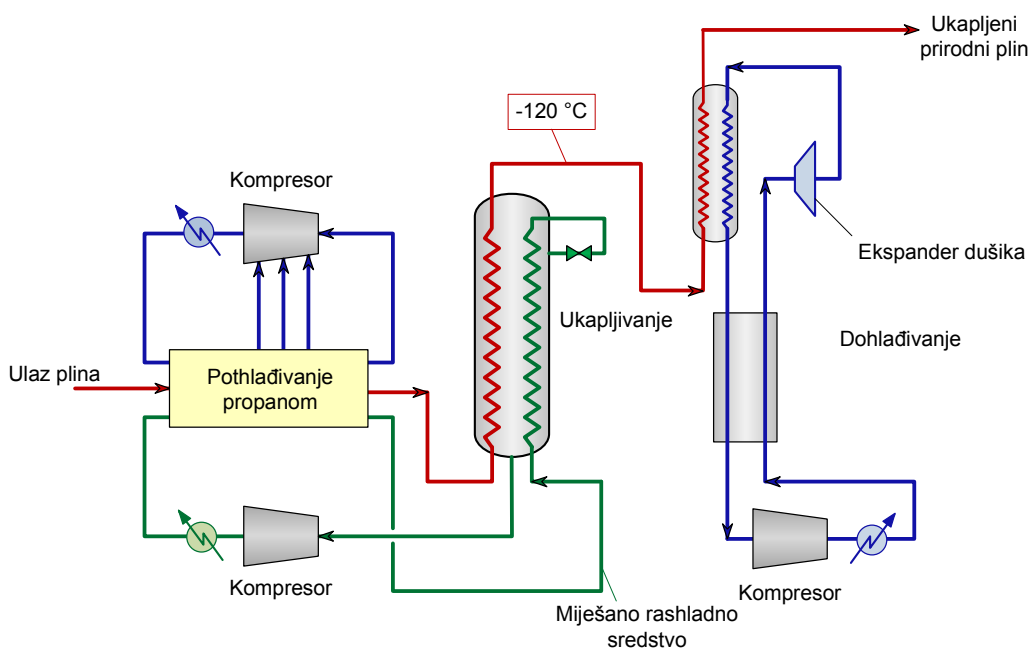 Ukapljeni
prirodni plin
-120 °C
Kompresor
Ekspander dušika
Ukapljivanje
Dohlađivanje
Ulaz plina
Pothlađivanje
propanom
Kompresor
Kompresor
Miješano rashladno
sredstvo